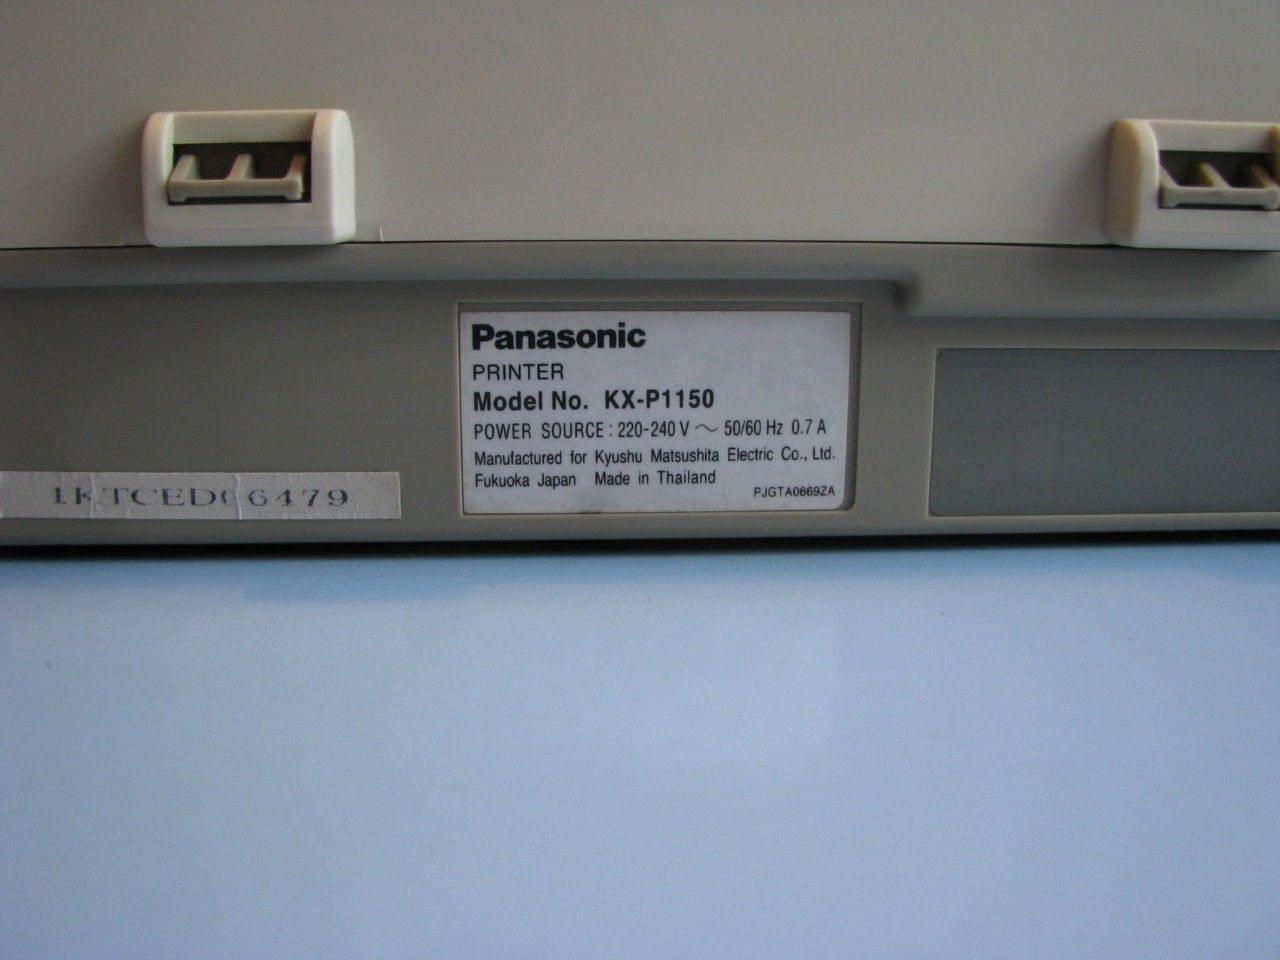 Panasonic
PRINTER
Model No. KX-P1150
POWER SOURCE : 220-240 V ~ 50/60 Hz 0.7 A
Manufactured for Kyushu Matsushita Electric Co., Ltd.
Fukuoka Japan Made in Thailand
PJGTA0669ZA
1KTCED06479